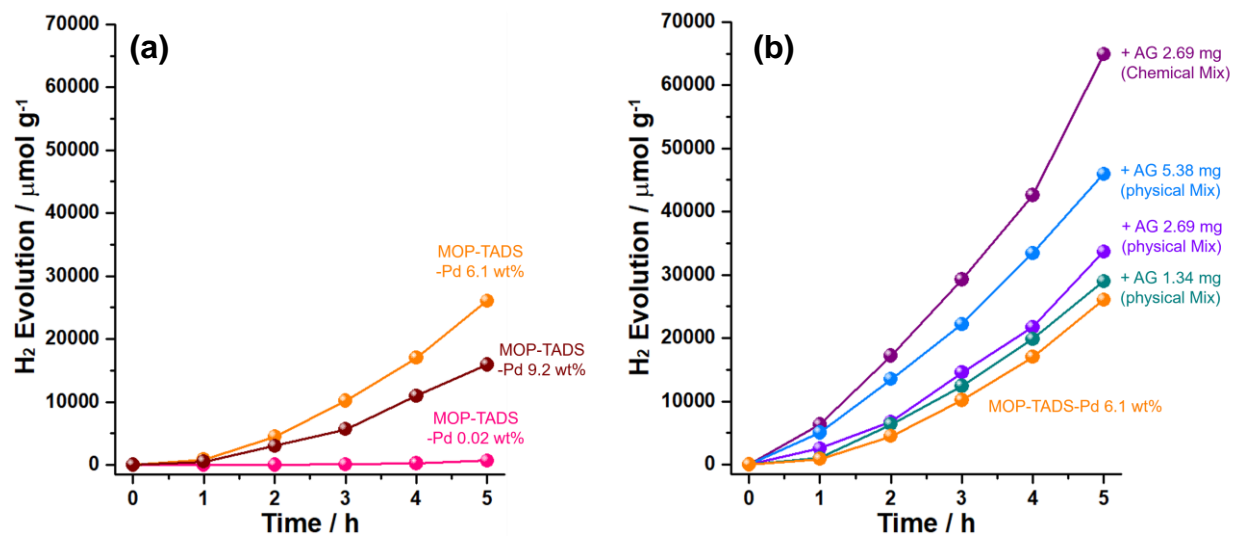 (a)
H₂ Evolution / μmol g⁻¹
70000
60000
50000
40000
30000
20000
10000
0
MOP-TADS
-Pd 6.1 wt%
MOP-TADS
-Pd 9.2 wt%
MOP-TADS
-Pd 0.02 wt%
0 1 2 3 4 5
Time / h
(b)
H₂ Evolution / μmol g⁻¹
70000
60000
50000
40000
30000
20000
10000
0
+ AG 2.69 mg
(Chemical Mix)
+ AG 5.38 mg
(physical Mix)
+ AG 2.69 mg
(physical Mix)
+ AG 1.34 mg
(physical Mix)
MOP-TADS-Pd 6.1 wt%
0 1 2 3 4 5
Time / h